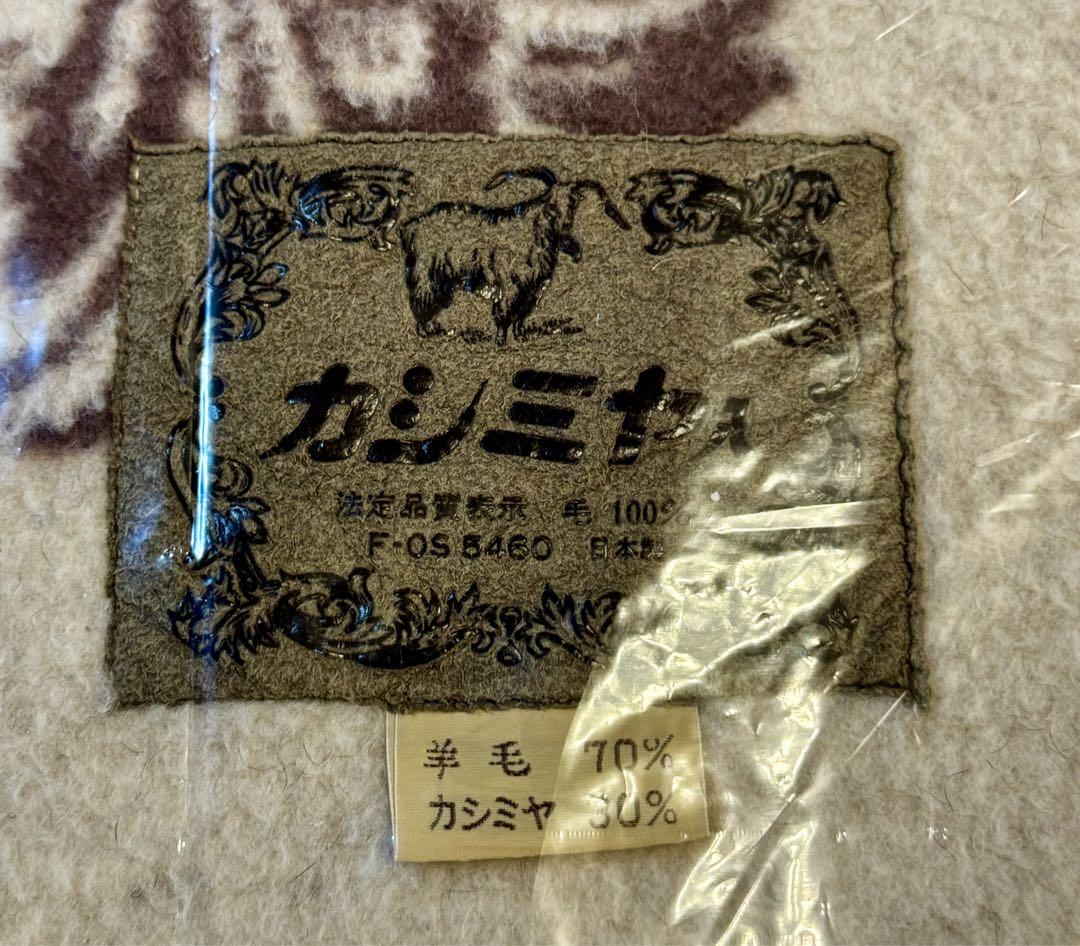 カシミヤ
法定品質表示 毛 100%
F-OS 5460 日本製
羊毛 70%
カシミヤ 30%